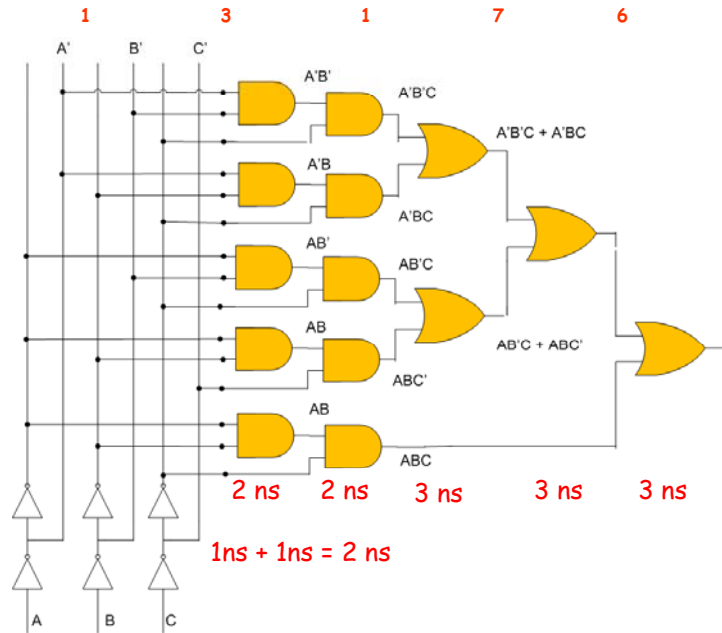 1 3 1 7 6
A' B' C'
A'B'
A'B'C
A'B'C + A'BC
A'B
A'BC
AB'
AB'C
AB
AB'C + ABC'
ABC'
AB
ABC
2 ns 2 ns 3 ns 3 ns 3 ns
1ns + 1ns = 2 ns
A B C